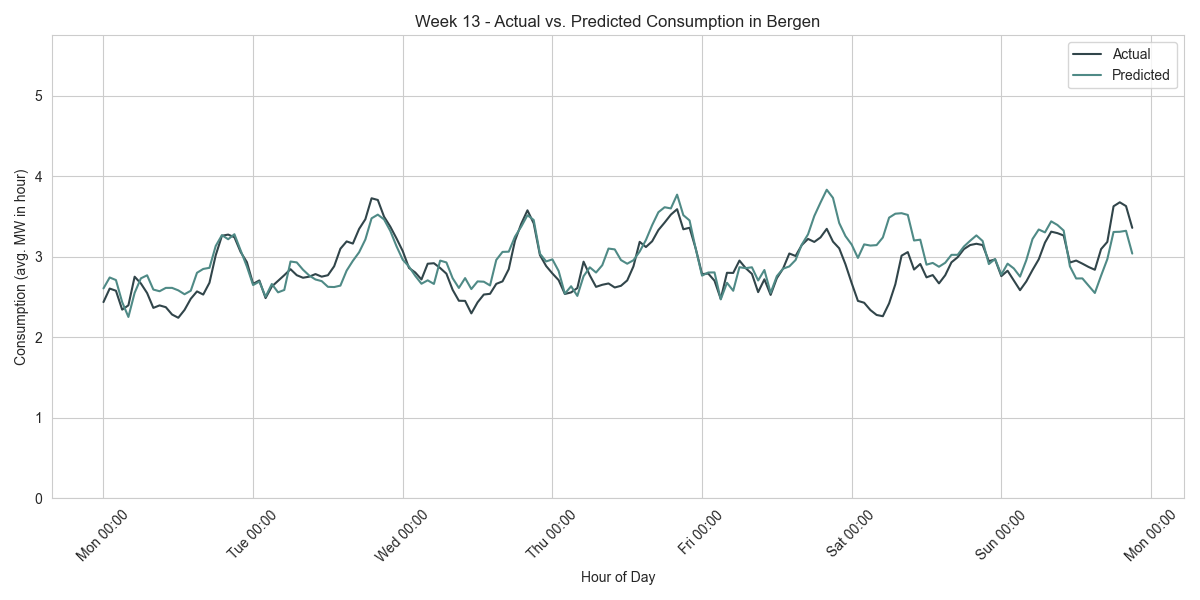 Week 13 - Actual vs. Predicted Consumption in Bergen
Actual
Predicted
Consumption (avg. MW in hour)
5
4
3
2
1
0
Mon 00:00
Tue 00:00
Wed 00:00
Thu 00:00
Fri 00:00
Sat 00:00
Sun 00:00
Mon 00:00
Hour of Day